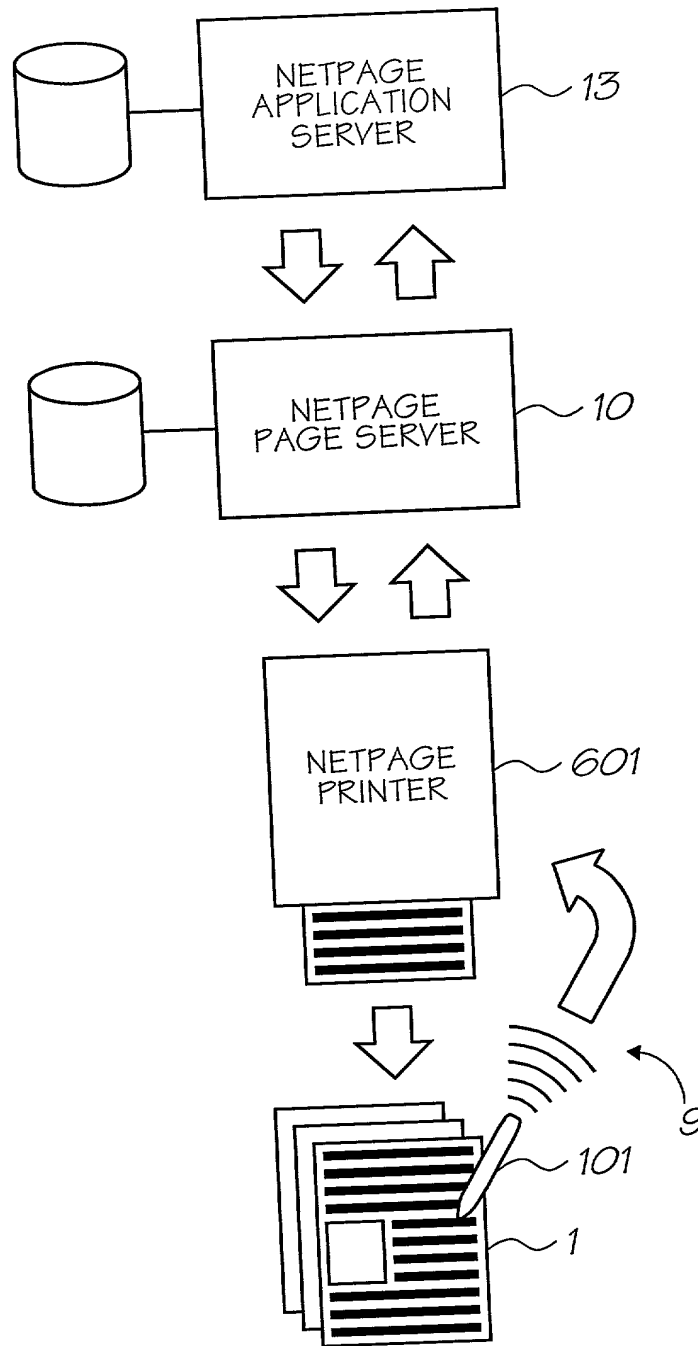 NETPAGE
APPLICATION
SERVER
13
NETPAGE
PAGE SERVER
10
NETPAGE
PRINTER
601
9
101
1